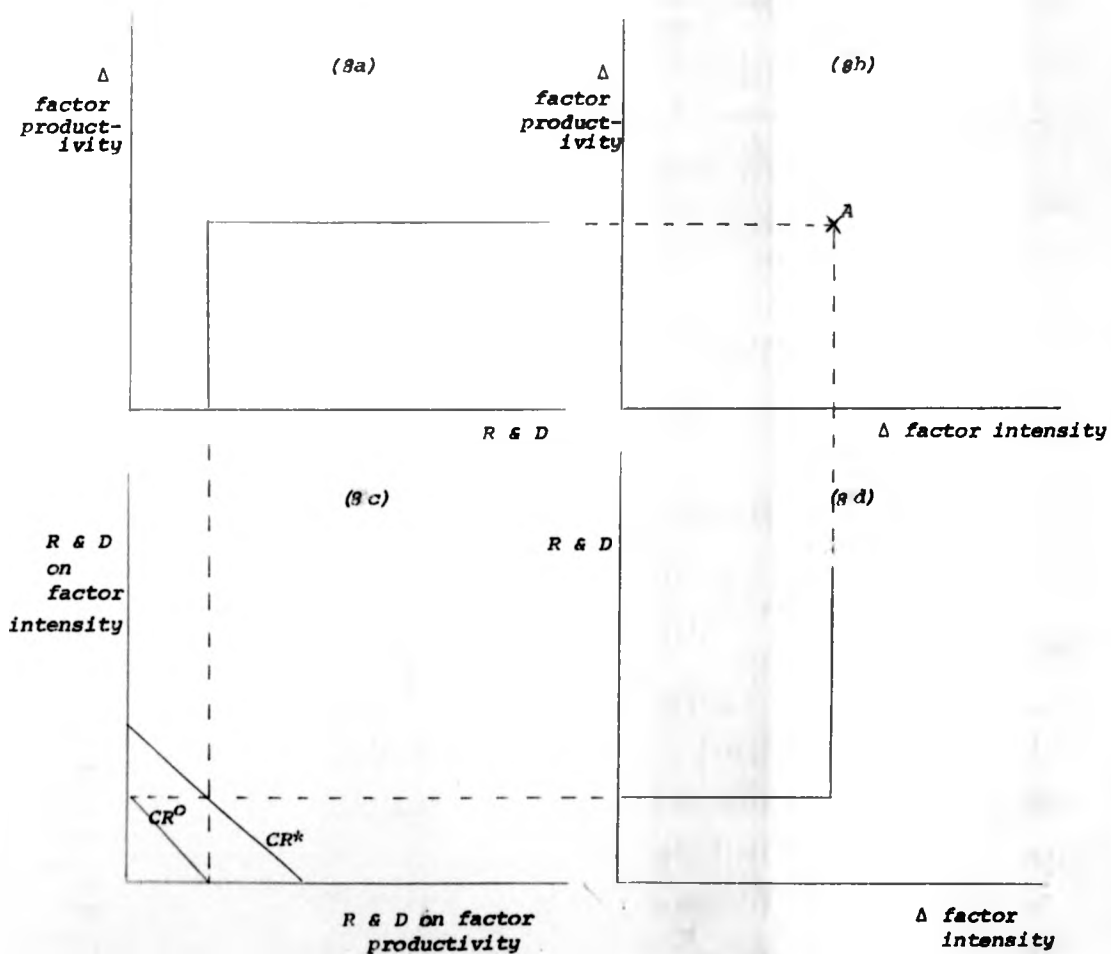 (8a)
Δ
factor
product-
ivity
R & D
(8b)
Δ
factor
product-
ivity
A
Δ factor intensity
(8c)
R & D
on
factor
intensity
CR⁰
CR*
R & D on factor
productivity
(8d)
R & D
Δ factor
intensity